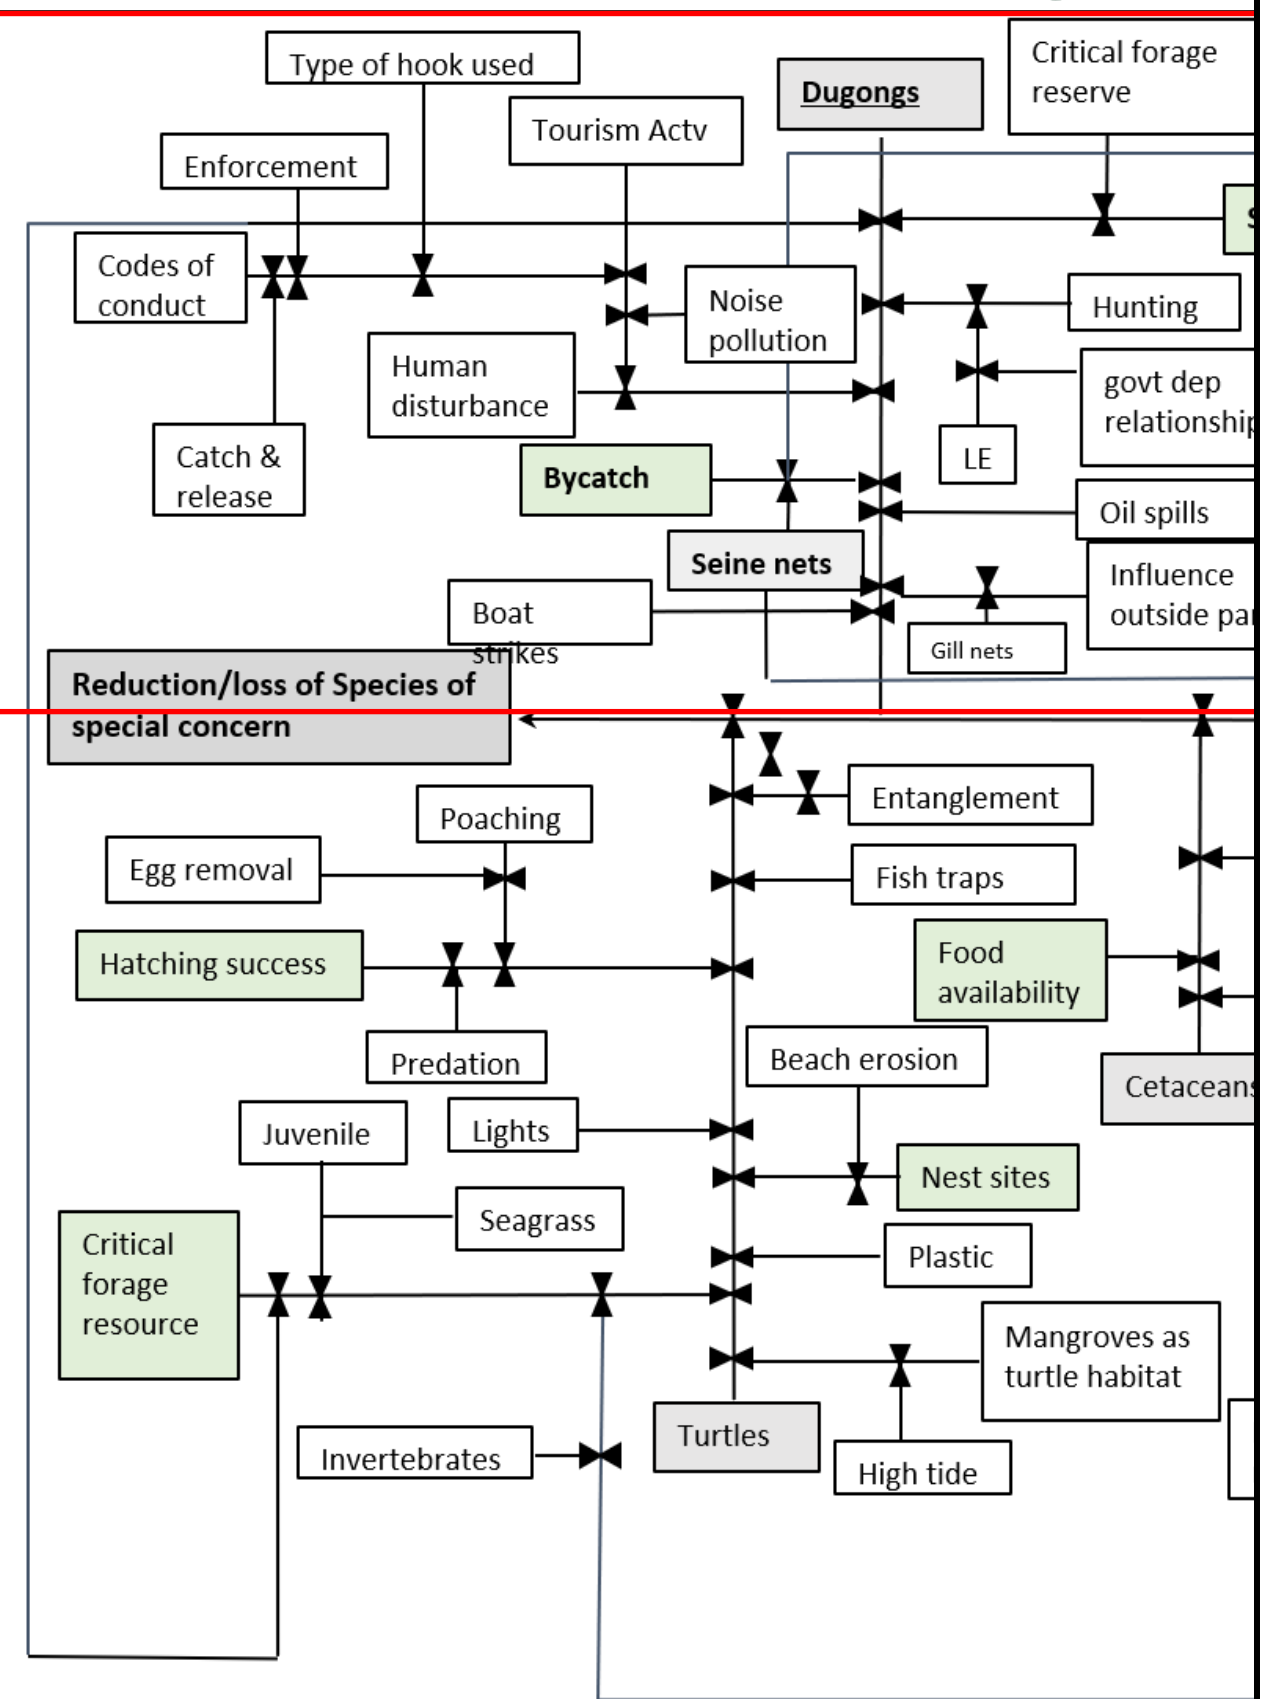 Type of hook used
Critical forage
reserve
Dugongs
Tourism Actv
Enforcement
Codes of
conduct
Noise
pollution
Hunting
Human
disturbance
govt dep
relationship
Catch &
release
LE
Bycatch
Oil spills
Seine nets
Influence
outside
Boat
strikes
Gill nets
Reduction/loss of Species of
special concern
Entanglement
Poaching
Egg removal
Fish traps
Hatching success
Food
availability
Predation
Beach erosion
Cetaceans
Juvenile
Lights
Nest sites
Seagrass
Critical
forage
resource
Plastic
Mangroves as
turtle habitat
Turtles
Invertebrates
High tide